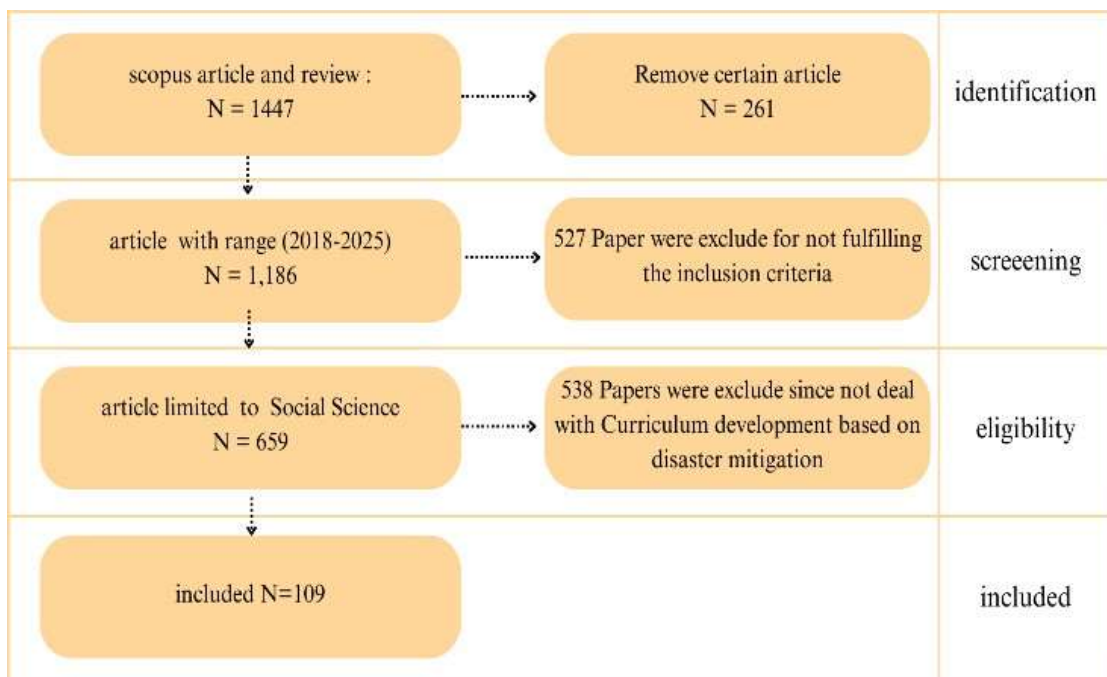 scopus article and review :
N = 1447
Remove certain article
N = 261
identification
article with range (2018-2025)
N = 1,186
527 Paper were exclude for not fulfilling
the inclusion criteria
screeening
article limited to Social Science
N = 659
538 Papers were exclude since not deal
with Curriculum development based on
disaster mitigation
eligibility
included N=109
included